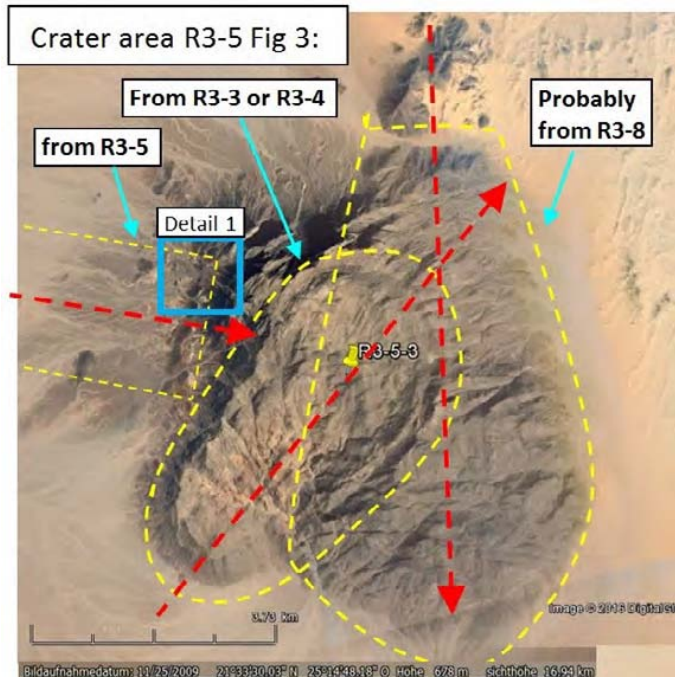 Crater area R3-5 Fig 3:
From R3-3 or R3-4
Probably
from R3-8
from R3-5
Detail 1
R3-5-3
3.73 km
image © 2016 Digital
Bildaufnahmedatum: 11/25/2009 21°33'30.03" N 25°14'48.18" O Höhe 678 m sichthöhe 16.94 km